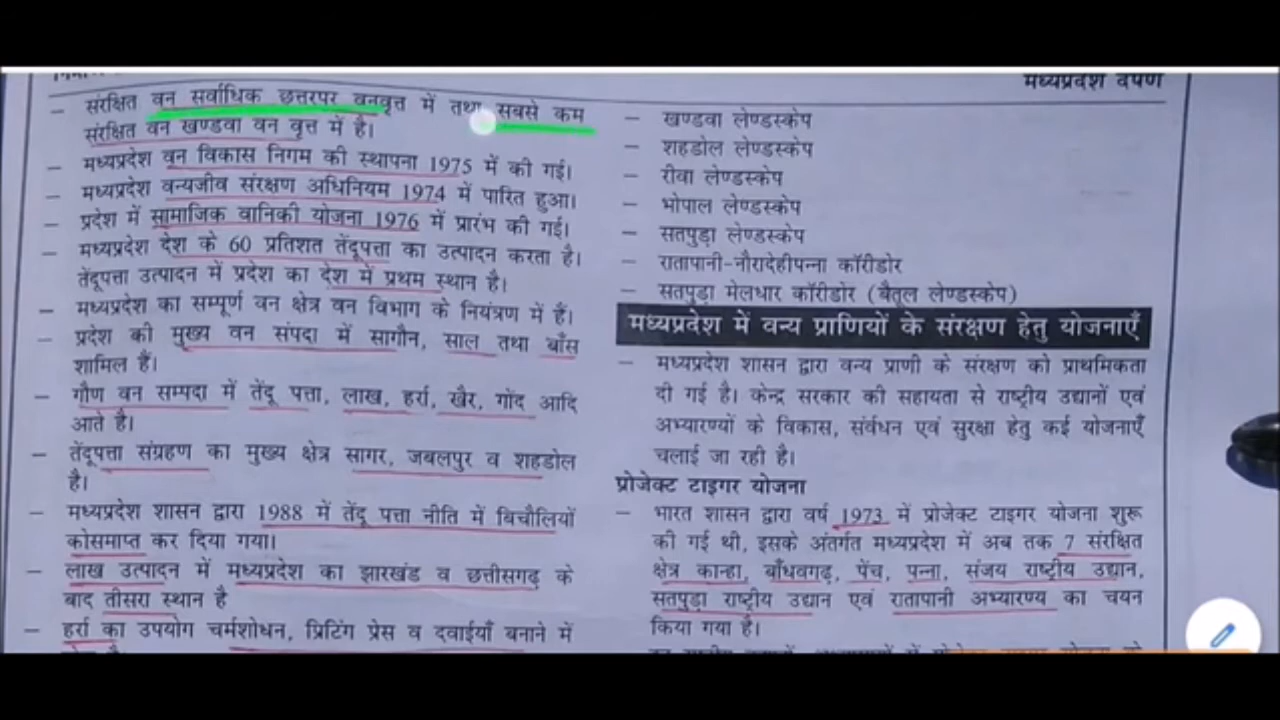 मध्यप्रदेश दर्पण
– संरक्षित वन सर्वाधिक छत्तरपुर वनवृत्त में तथा सबसे कम
संरक्षित वन खण्डवा वन वृत्त में है।
– मध्यप्रदेश वन विकास निगम की स्थापना 1975 में की गई।
– मध्यप्रदेश वन्यजीव संरक्षण अधिनियम 1974 में पारित हुआ।
– प्रदेश में सामाजिक वानिकी योजना 1976 में प्रारंभ की गई।
– मध्यप्रदेश देश के 60 प्रतिशत तेंदूपत्ता का उत्पादन करता है।
तेंदूपत्ता उत्पादन में प्रदेश का देश में प्रथम स्थान है।
– मध्यप्रदेश का सम्पूर्ण वन क्षेत्र वन विभाग के नियंत्रण में हैं।
– प्रदेश की मुख्य वन संपदा में सागौन, साल तथा बाँस
शामिल हैं।
– गौण वन सम्पदा में तेंदू पत्ता, लाख, हर्रा, खैर, गोंद आदि
आते है।
– तेंदूपत्ता संग्रहण का मुख्य क्षेत्र सागर, जबलपुर व शहडोल
है।
– मध्यप्रदेश शासन द्वारा 1988 में तेंदू पत्ता नीति में बिचौलियों
कोसमाप्त कर दिया गया।
– लाख उत्पादन में मध्यप्रदेश का झारखंड व छत्तीसगढ़ के
बाद तीसरा स्थान है
– हर्रा का उपयोग चर्मशोधन, प्रिटिंग प्रेस व दवाईयाँ बनाने में
– खण्डवा लेण्डस्केप
– शहडोल लेण्डस्केप
– रीवा लेण्डस्केप
– भोपाल लेण्डस्केप
– सतपुड़ा लेण्डस्केप
– रातापानी-नौरादेहीपन्ना कॉरीडोर
– सतपुड़ा मेलधार कॉरीडोर (बैतूल लेण्डस्केप)
मध्यप्रदेश में वन्य प्राणियों के संरक्षण हेतु योजनाएँ
– मध्यप्रदेश शासन द्वारा वन्य प्राणी के संरक्षण को प्राथमिकता
दी गई है। केन्द्र सरकार की सहायता से राष्ट्रीय उद्यानों एवं
अभ्यारण्यों के विकास, संर्वधन एवं सुरक्षा हेतु कई योजनाएँ
चलाई जा रही है।
प्रोजेक्ट टाइगर योजना
– भारत शासन द्वारा वर्ष 1973 में प्रोजेक्ट टाइगर योजना शुरू
की गई थी, इसके अंतर्गत मध्यप्रदेश में अब तक 7 संरक्षित
क्षेत्र कान्हा, बाँधवगढ़, पेंच, पन्ना, संजय राष्ट्रीय उद्यान,
सतपुड़ा राष्ट्रीय उद्यान एवं रातापानी अभ्यारण्य का चयन
किया गया है।